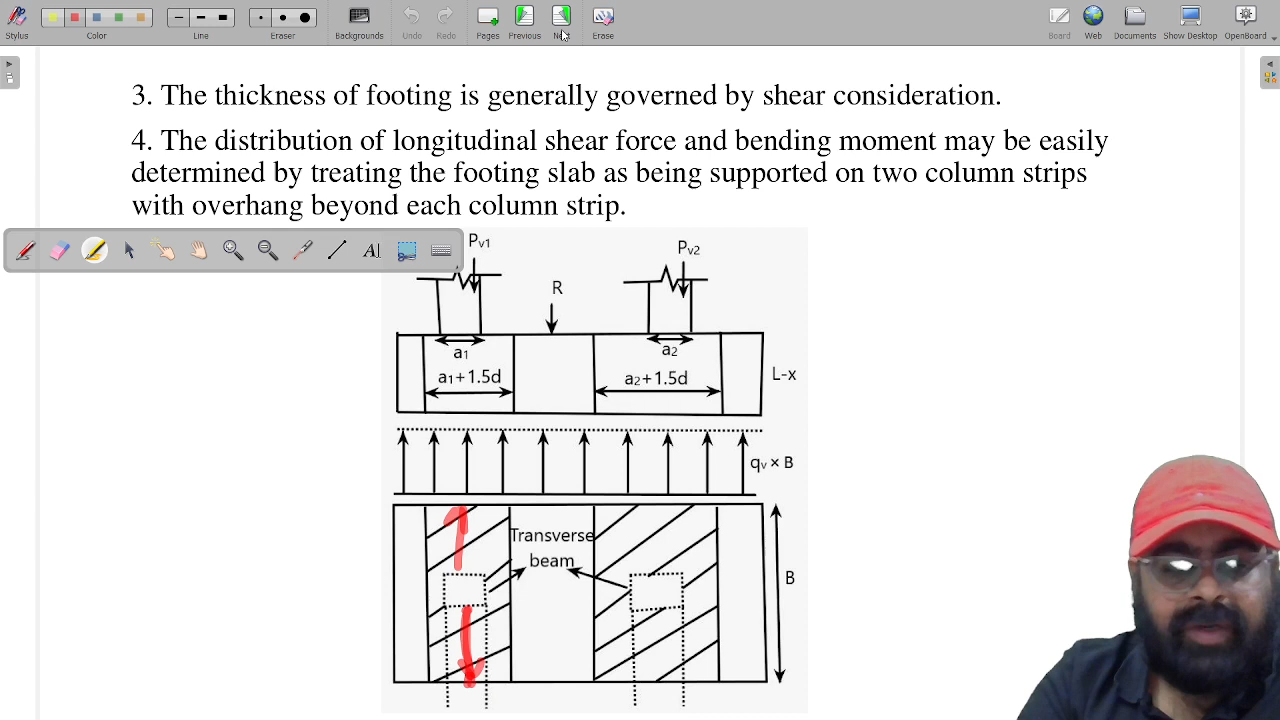 Stylus
Color
Line
Eraser
Backgrounds
Undo
Redo
Pages
Previous
Next
Erase
Board
Web
Documents
Show Desktop
OpenBoard
3. The thickness of footing is generally governed by shear consideration.
4. The distribution of longitudinal shear force and bending moment may be easily
determined by treating the footing slab as being supported on two column strips
with overhang beyond each column strip.
Pv1
Pv2
R
a1
a2
a1+1.5d
a2+1.5d
L-x
qv × B
Transverse
beam
B